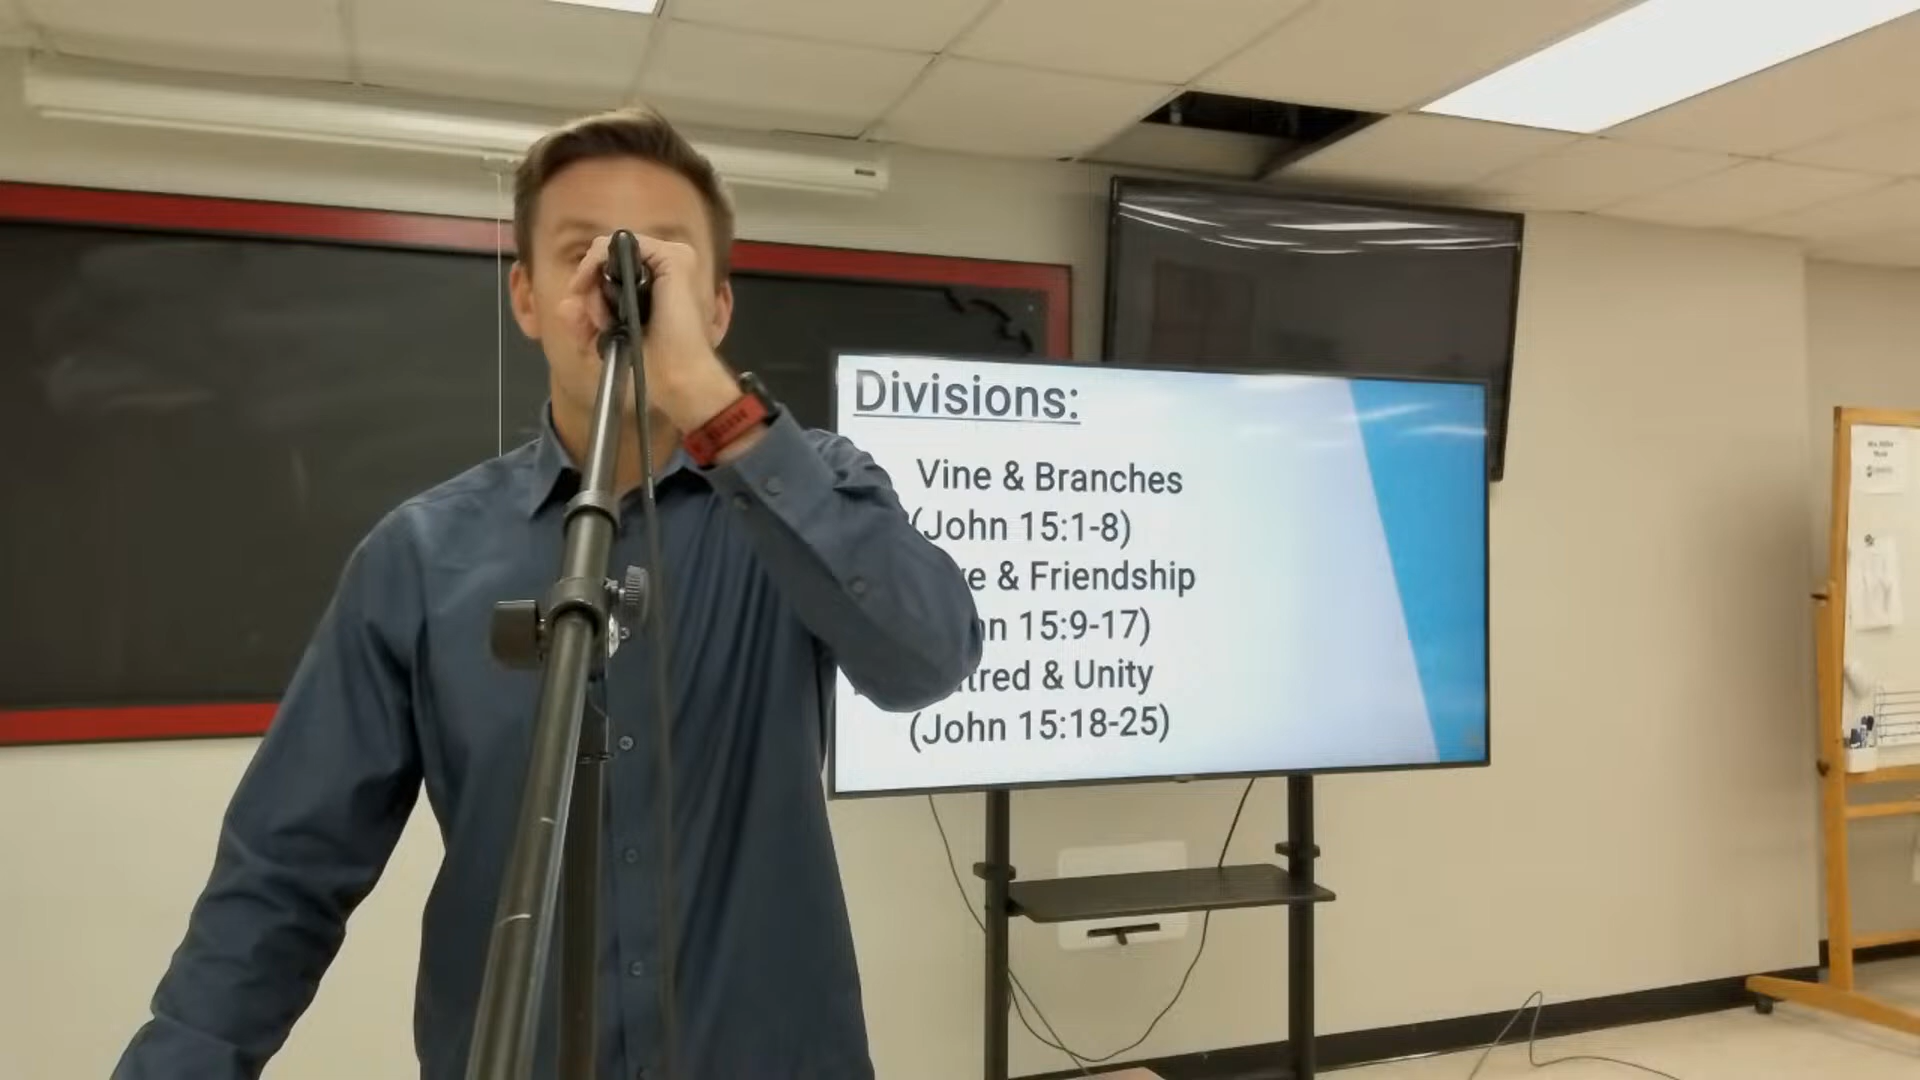 Divisions:
Vine & Branches
(John 15:1-8)
& Friendship
15:9-17)
& Unity
(John 15:18-25)